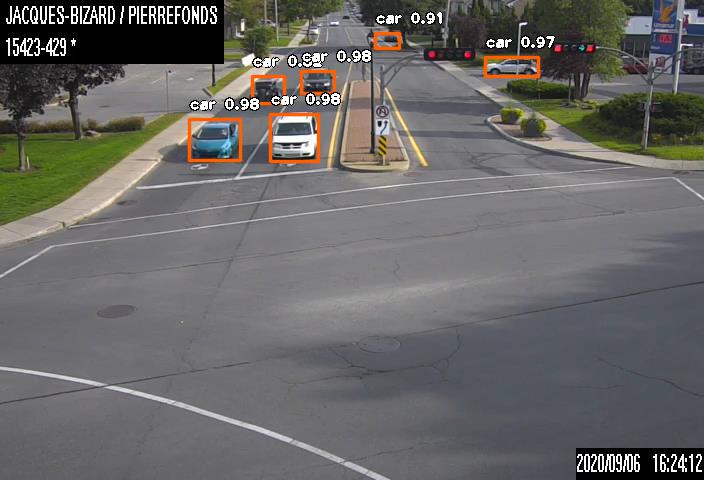 JACQUES-BIZARD / PIERREFONDS
15423-429 *
car 0.91
car 0.98
car 0.97
car 0.98
car 0.98
2020/09/06 16:24:12